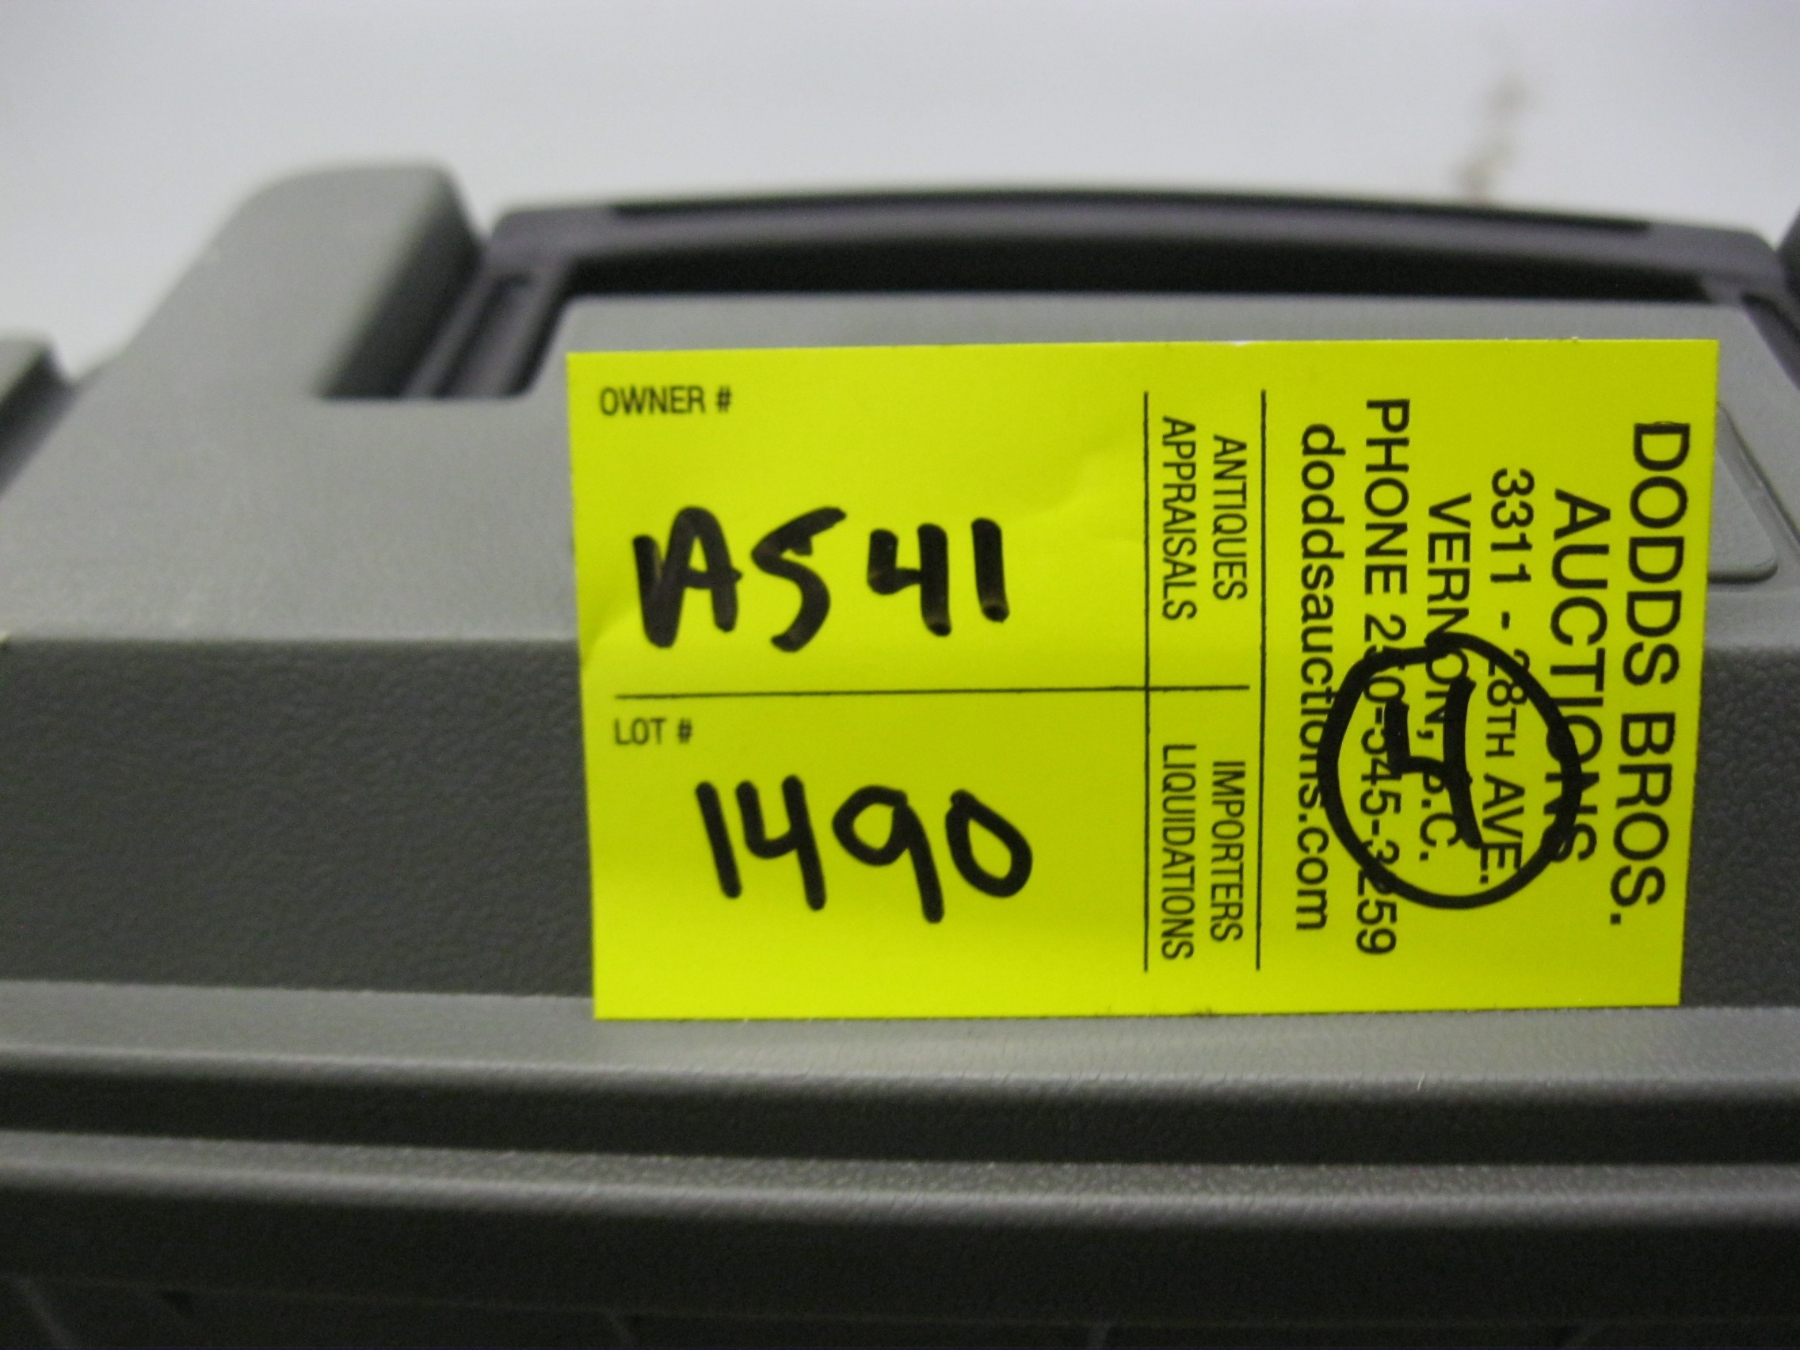 OWNER #
AS41
LOT #
1490
ANTIQUES IMPORTERS
APPRAISALS LIQUIDATIONS
DODDS BROS.
AUCTIONS
3311 - 28TH AVE.
VERNON, B.C.
PHONE 250-545-3259
doddsauctions.com
4